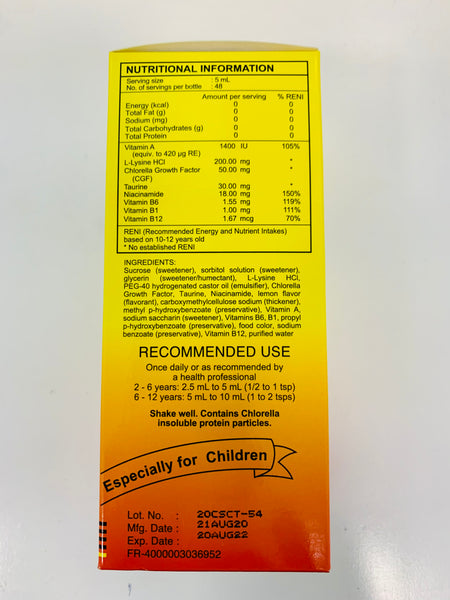 NUTRITIONAL INFORMATION
Serving size : 5 mL
No. of servings per bottle : 48
Amount per serving % RENI
Energy (kcal) 0 0
Total Fat (g) 0 0
Sodium (mg) 0 0
Total Carbohydrates (g) 0 0
Total Protein 0 0
Vitamin A 1400 IU 105%
(equiv. to 420 µg RE)
L-Lysine HCl 200.00 mg *
Chlorella Growth Factor 50.00 mg *
(CGF)
Taurine 30.00 mg *
Niacinamide 18.00 mg 150%
Vitamin B6 1.55 mg 119%
Vitamin B1 1.00 mg 111%
Vitamin B12 1.67 mcg 70%
RENI (Recommended Energy and Nutrient Intakes)
based on 10-12 years old
* No established RENI
INGREDIENTS:
Sucrose (sweetener), sorbitol solution (sweetener),
glycerin (sweetener/humectant), L-Lysine HCl,
PEG-40 hydrogenated castor oil (emulsifier), Chlorella
Growth Factor, Taurine, Niacinamide, lemon flavor
(flavorant), carboxymethylcellulose sodium (thickener),
methyl p-hydroxybenzoate (preservative), Vitamin A,
sodium saccharin (sweetener), Vitamins B6, B1, propyl
p-hydroxybenzoate (preservative), food color, sodium
benzoate (preservative), Vitamin B12, purified water
RECOMMENDED USE
Once daily or as recommended by
a health professional
2 - 6 years: 2.5 mL to 5 mL (1/2 to 1 tsp)
6 - 12 years: 5 mL to 10 mL (1 to 2 tsps)
Shake well. Contains Chlorella
insoluble protein particles.
Especially for Children
Lot. No. : 20CSCT-54
Mfg. Date : 21AUG20
Exp. Date : 20AUG22
FR-4000003036952